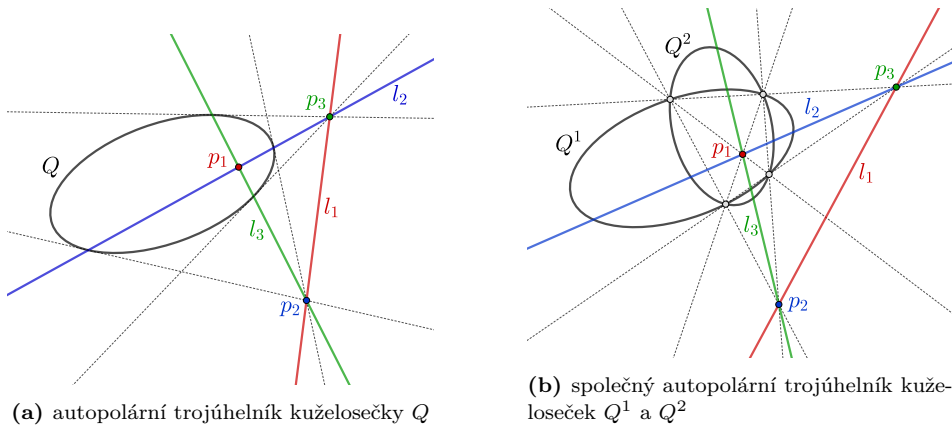 Q
p₁
p₂
p₃
l₁
l₂
l₃
(a) autopolární trojúhelník kuželosečky Q
Q¹
Q²
p₁
p₂
p₃
l₁
l₂
l₃
(b) společný autopolární trojúhelník kuže-
loseček Q¹ a Q²